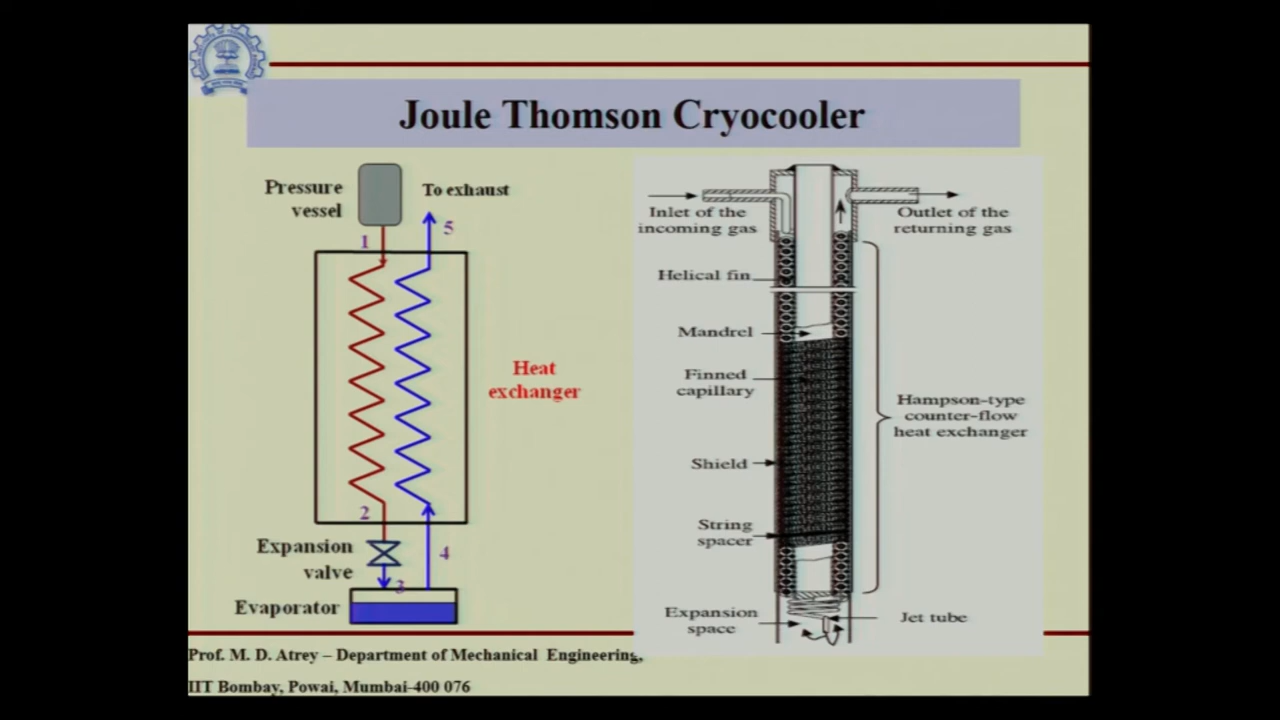 Joule Thomson Cryocooler
Pressure
vessel
To exhaust
1
5
Heat
exchanger
2
Expansion
valve
4
3
Evaporator
Inlet of the
incoming gas
Outlet of the
returning gas
Helical fin
Mandrel
Finned
capillary
Hampson-type
counter-flow
heat exchanger
Shield
String
spacer
Expansion
space
Jet tube
Prof. M. D. Atrey – Department of Mechanical Engineering,
IIT Bombay, Powai, Mumbai-400 076